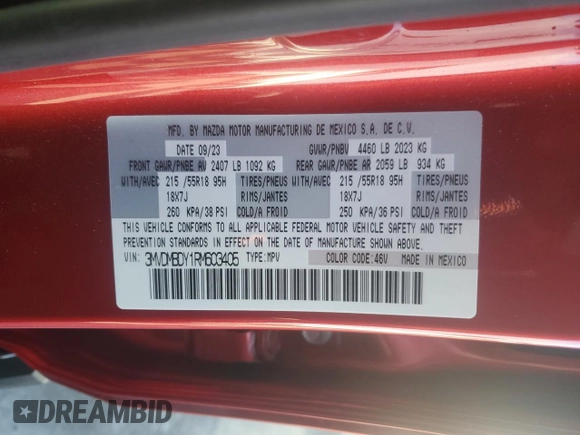 MFD. BY MAZDA MOTOR MANUFACTURING DE MEXICO S.A. DE C.V.
DATE 09/23 GVWR/PNBV 4460 LB 2023 KG
FRONT GAWR/PNBE AV 2407 LB 1092 KG REAR GAWR/PNBE AR 2059 LB 934 KG
WITH/AVEC 215 /55R18 95H TIRES/PNEUS WITH/AVEC 215 /55R18 95H TIRES/PNEUS
18X7J RIMS/JANTES 18X7J RIMS/JANTES
260 KPA/38 PSI COLD/A FROID 250 KPA/36 PSI COLD/A FROID
THIS VEHICLE CONFORMS TO ALL APPLICABLE FEDERAL MOTOR VEHICLE SAFETY AND THEFT
PREVENTION STANDARDS IN EFFECT ON THE DATE OF MANUFACTURE SHOWN ABOVE.
VIN: 3MVDMBDY1RM603405 TYPE: MPV COLOR CODE: 46V MADE IN MEXICO
DREAMBID